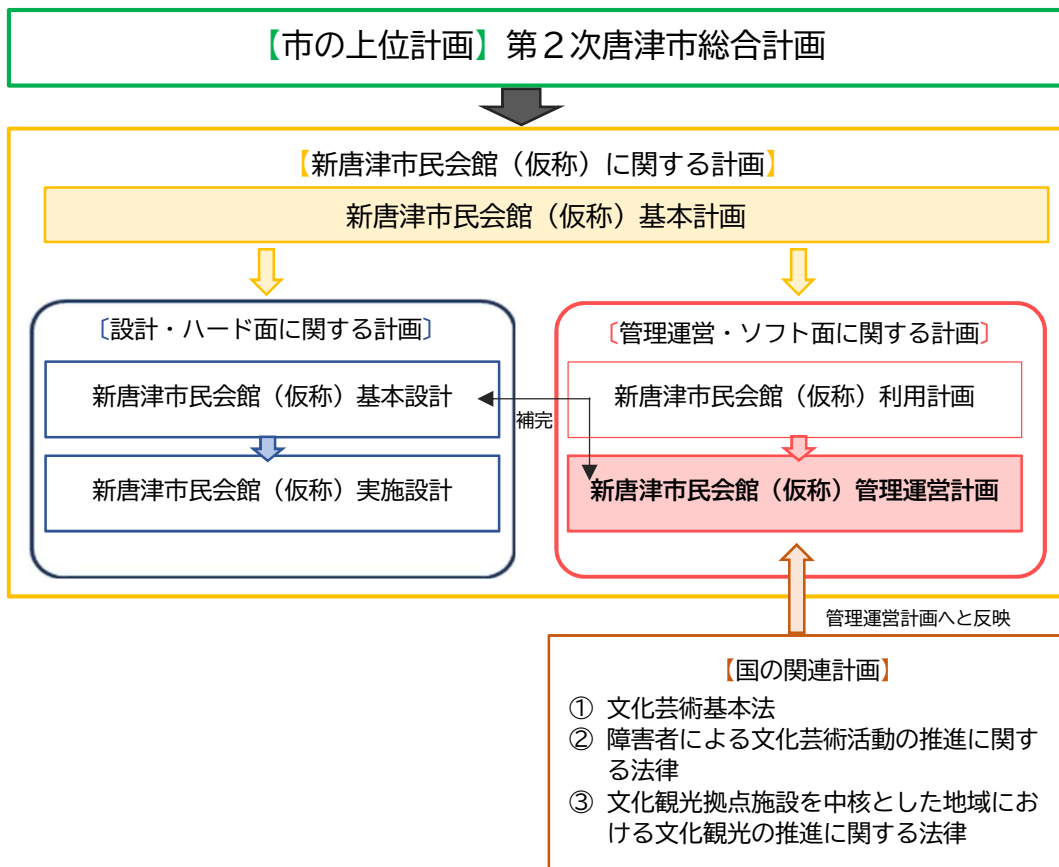 【市の上位計画】第２次唐津市総合計画
【新唐津市民会館（仮称）に関する計画】
新唐津市民会館（仮称）基本計画
〔設計・ハード面に関する計画〕
新唐津市民会館（仮称）基本設計
新唐津市民会館（仮称）実施設計
補完
〔管理運営・ソフト面に関する計画〕
新唐津市民会館（仮称）利用計画
新唐津市民会館（仮称）管理運営計画
管理運営計画へと反映
【国の関連計画】
① 文化芸術基本法
② 障害者による文化芸術活動の推進に関す
る法律
③ 文化観光拠点施設を中核とした地域にお
ける文化観光の推進に関する法律